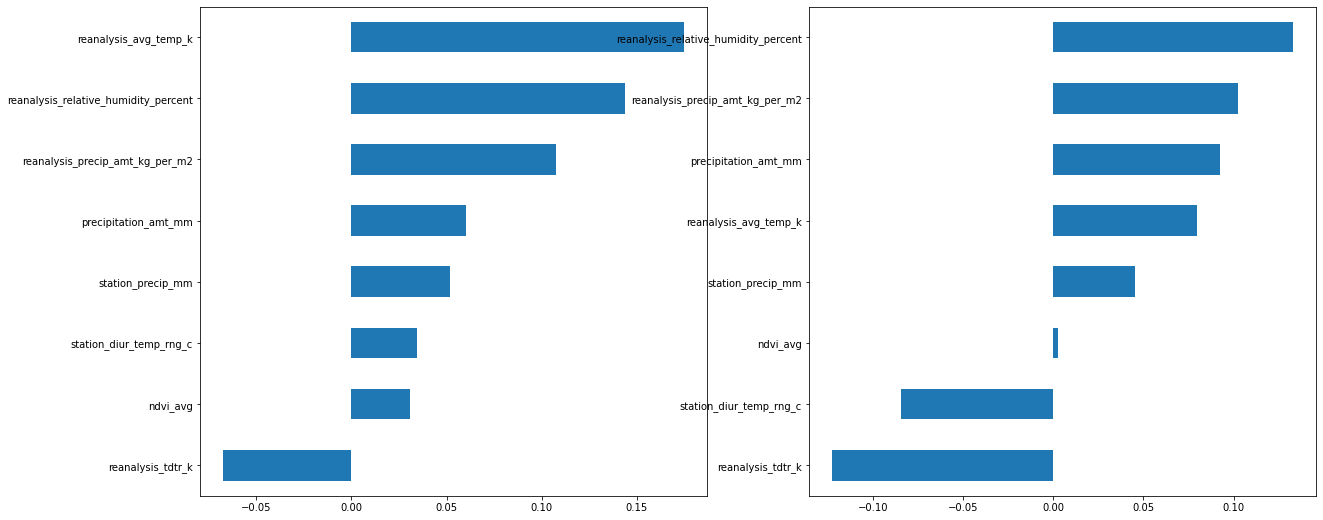 reanalysis_avg_temp_k
reanalysis_relative_humidity_percent
reanalysis_precip_amt_kg_per_m2
precipitation_amt_mm
station_precip_mm
station_diur_temp_rng_c
ndvi_avg
reanalysis_tdtr_k
−0.05 0.00 0.05 0.10 0.15
reanalysis_relative_humidity_percent
reanalysis_precip_amt_kg_per_m2
precipitation_amt_mm
reanalysis_avg_temp_k
station_precip_mm
ndvi_avg
station_diur_temp_rng_c
reanalysis_tdtr_k
−0.10 −0.05 0.00 0.05 0.10